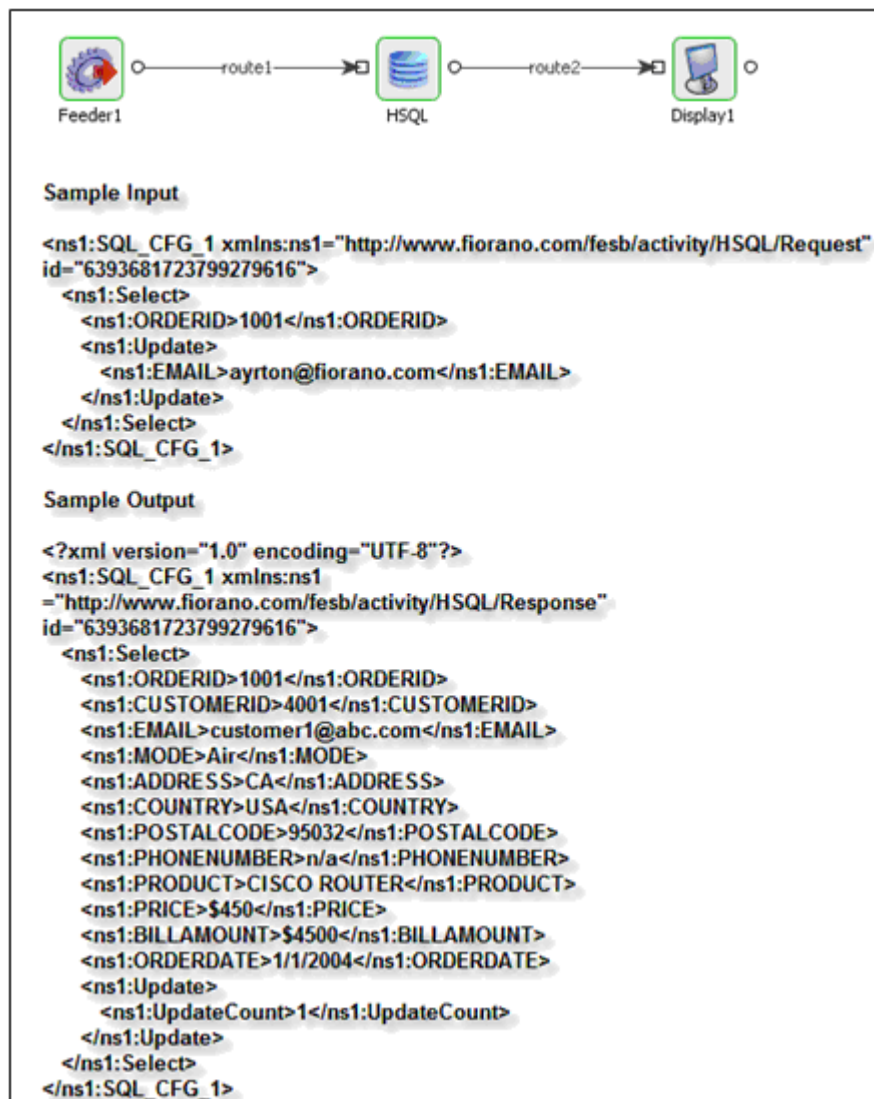 route1
route2
Feeder1
HSQL
Display1
Sample Input
<ns1:SQL_CFG_1 xmlns:ns1="http://www.fiorano.com/fesb/activity/HSQL/Request"
id="6393681723799279616">
<ns1:Select>
<ns1:ORDERID>1001</ns1:ORDERID>
<ns1:Update>
<ns1:EMAIL>ayrton@fiorano.com</ns1:EMAIL>
</ns1:Update>
</ns1:Select>
</ns1:SQL_CFG_1>
Sample Output
<?xml version="1.0" encoding="UTF-8"?>
<ns1:SQL_CFG_1 xmlns:ns1
="http://www.fiorano.com/fesb/activity/HSQL/Response"
id="6393681723799279616">
<ns1:Select>
<ns1:ORDERID>1001</ns1:ORDERID>
<ns1:CUSTOMERID>4001</ns1:CUSTOMERID>
<ns1:EMAIL>customer1@abc.com</ns1:EMAIL>
<ns1:MODE>Air</ns1:MODE>
<ns1:ADDRESS>CA</ns1:ADDRESS>
<ns1:COUNTRY>USA</ns1:COUNTRY>
<ns1:POSTALCODE>95032</ns1:POSTALCODE>
<ns1:PHONENUMBER>n/a</ns1:PHONENUMBER>
<ns1:PRODUCT>CISCO ROUTER</ns1:PRODUCT>
<ns1:PRICE>$450</ns1:PRICE>
<ns1:BILLAMOUNT>$4500</ns1:BILLAMOUNT>
<ns1:ORDERDATE>1/1/2004</ns1:ORDERDATE>
<ns1:Update>
<ns1:UpdateCount>1</ns1:UpdateCount>
</ns1:Update>
</ns1:Select>
</ns1:SQL_CFG_1>